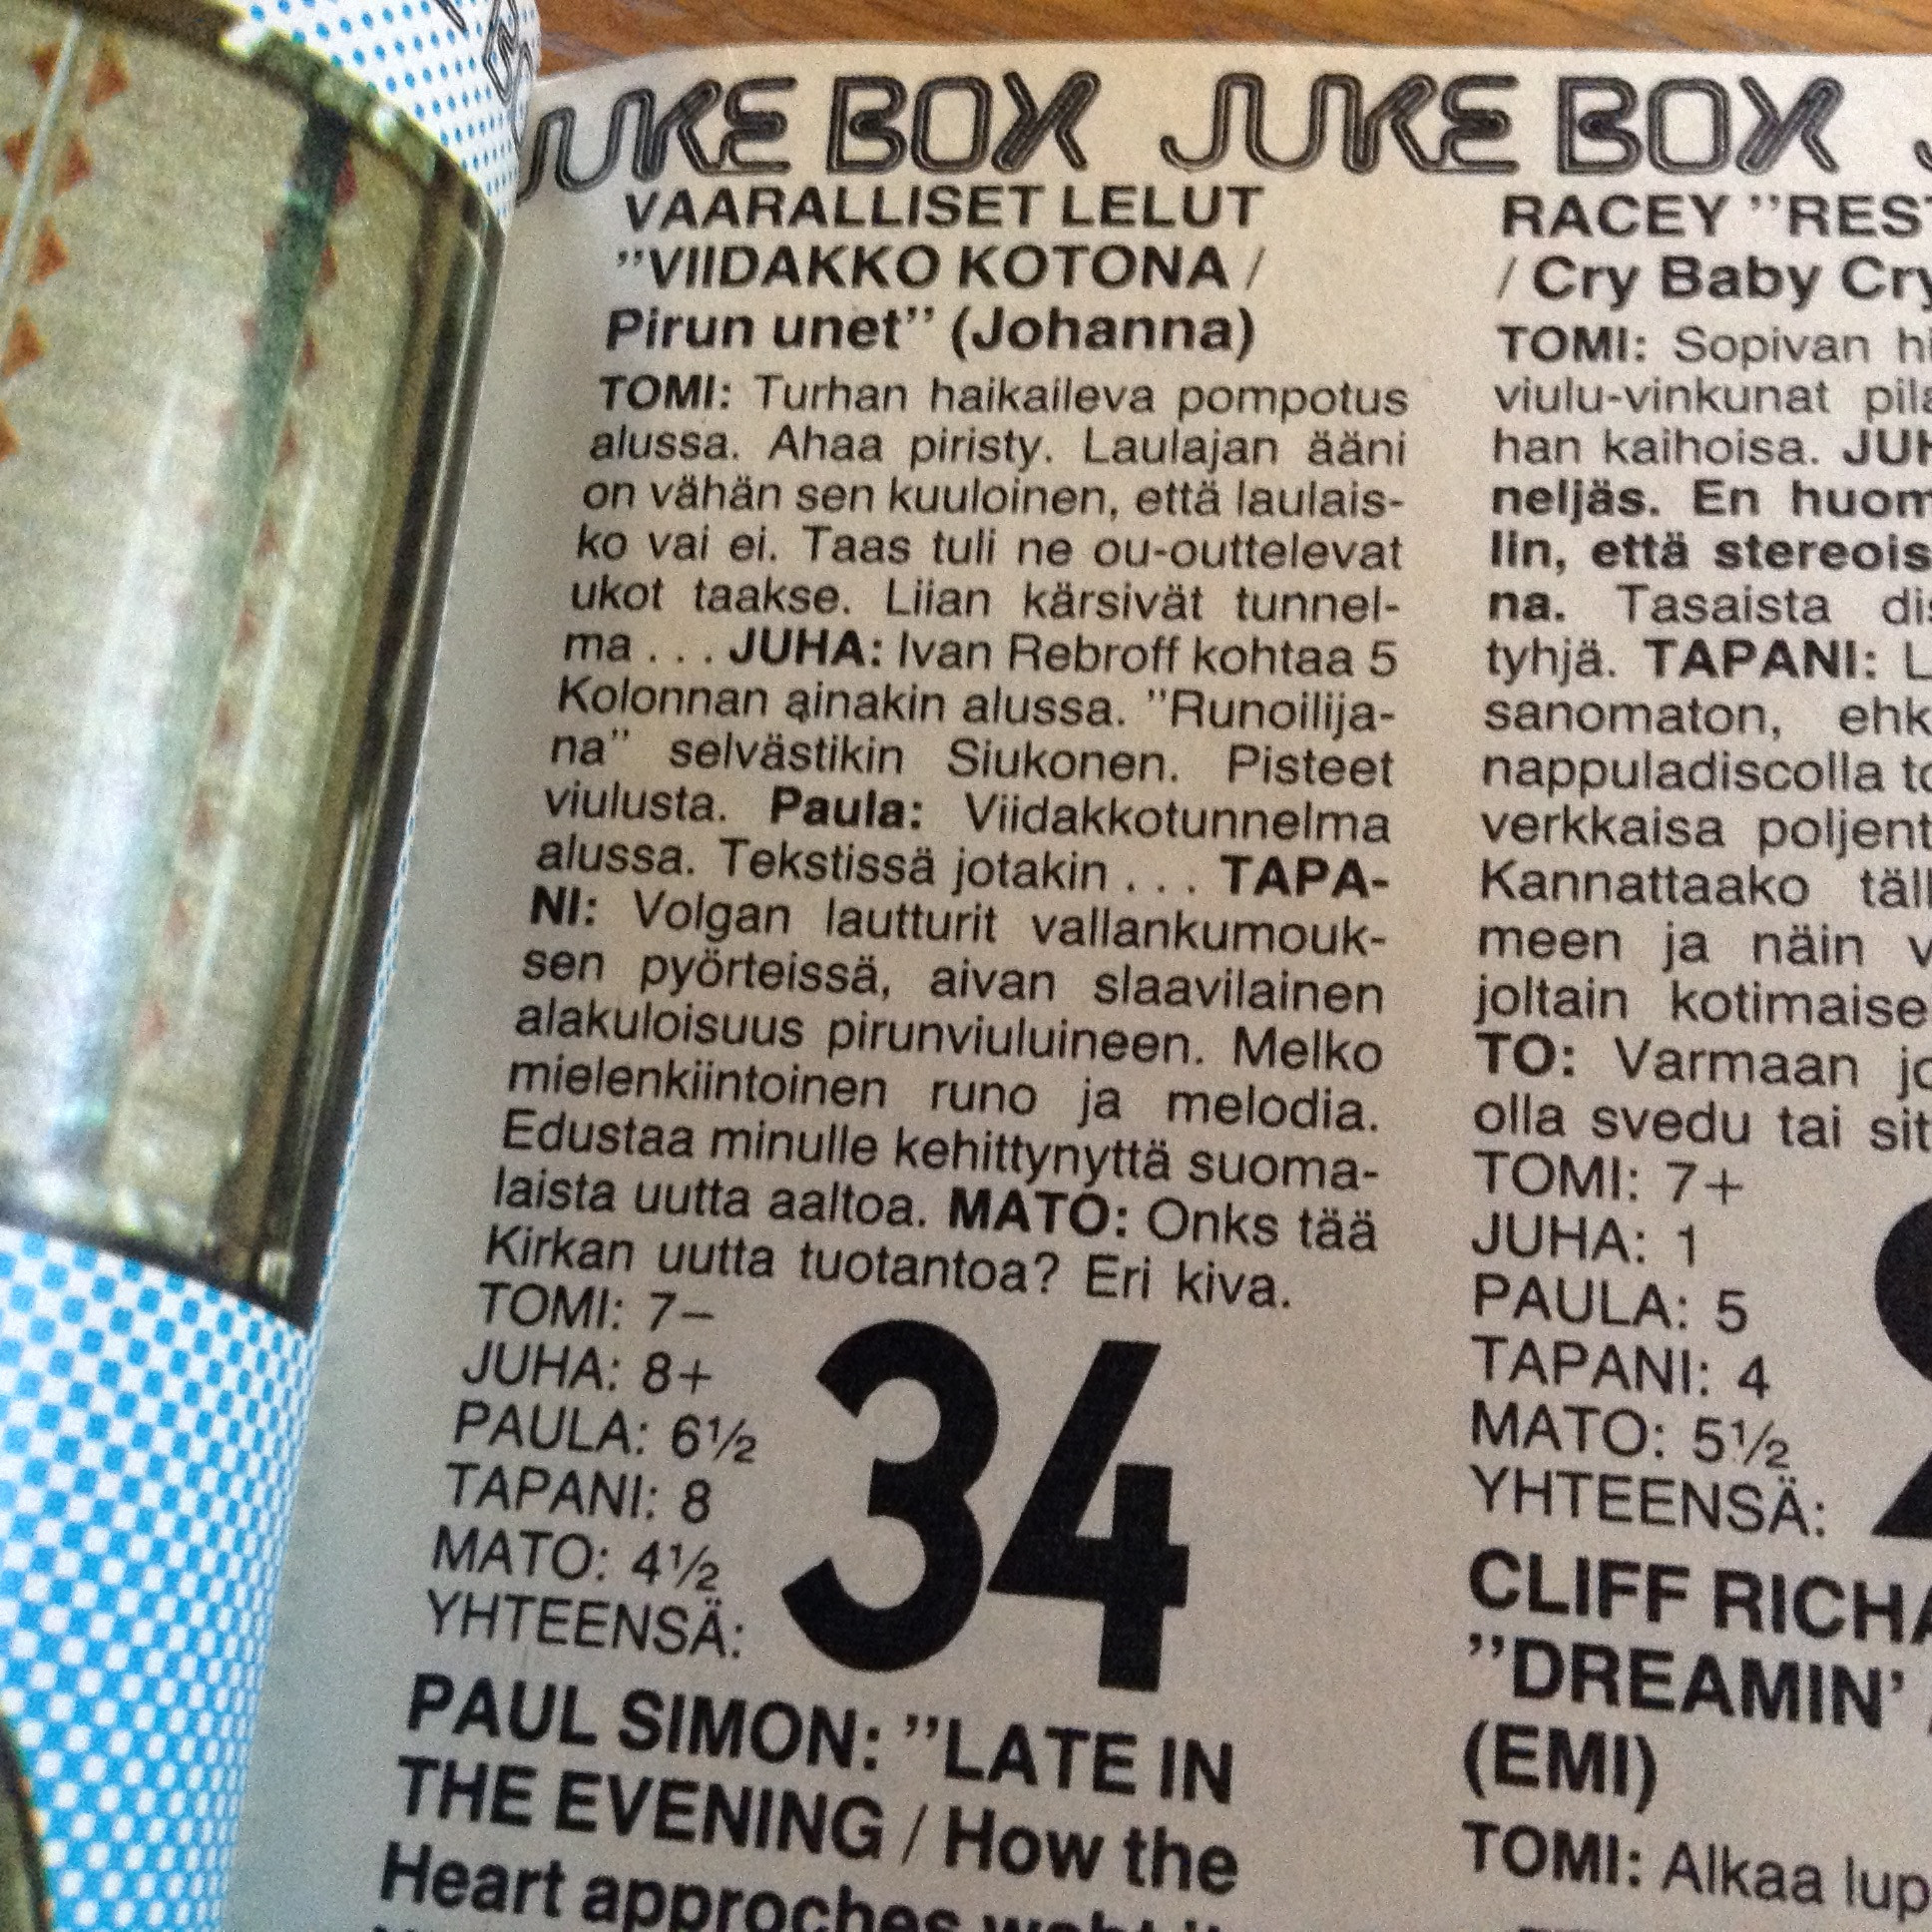 JUKE BOX JUKE BOX
VAARALLISET LELUT
”VIIDAKKO KOTONA /
Pirun unet” (Johanna)
TOMI: Turhan haikaileva pompotus
alussa. Ahaa piristy. Laulajan ääni
on vähän sen kuuloinen, että laulais-
ko vai ei. Taas tuli ne ou-outtelevat
ukot taakse. Liian kärsivät tunnel-
ma . . . JUHA: Ivan Rebroff kohtaa 5
Kolonnan ainakin alussa. ”Runoilija-
na” selvästikin Siukonen. Pisteet
viulusta. Paula: Viidakkotunnelma
alussa. Tekstissä jotakin . . . TAPA-
NI: Volgan lautturit vallankumouk-
sen pyörteissä, aivan slaavilainen
alakuloisuus pirunviuluineen. Melko
mielenkiintoinen runo ja melodia.
Edustaa minulle kehittynyttä suoma-
laista uutta aaltoa. MATO: Onks tää
Kirkan uutta tuotantoa? Eri kiva.
TOMI: 7–
JUHA: 8+
PAULA: 6½
TAPANI: 8
MATO: 4½
YHTEENSÄ:
34
PAUL SIMON: ”LATE IN
THE EVENING / How the
Heart approches
RACEY ”RES
/ Cry Baby Cry
TOMI: Sopivan
viulu-vinkunat
han kaihoisa. JUH
neljäs. En huom
lin, että stereois
na. Tasaista
tyhjä. TAPANI:
sanomaton,
nappuladiscolla
verkkaisa poljent
Kannattaako
meen ja näin
joltain kotimaise
TO: Varmaan
olla svedu tai
TOMI: 7+
JUHA: 1
PAULA: 5
TAPANI: 4
MATO: 5½
YHTEENSÄ:
CLIFF RICHA
”DREAMIN’
(EMI)
TOMI: Alkaa